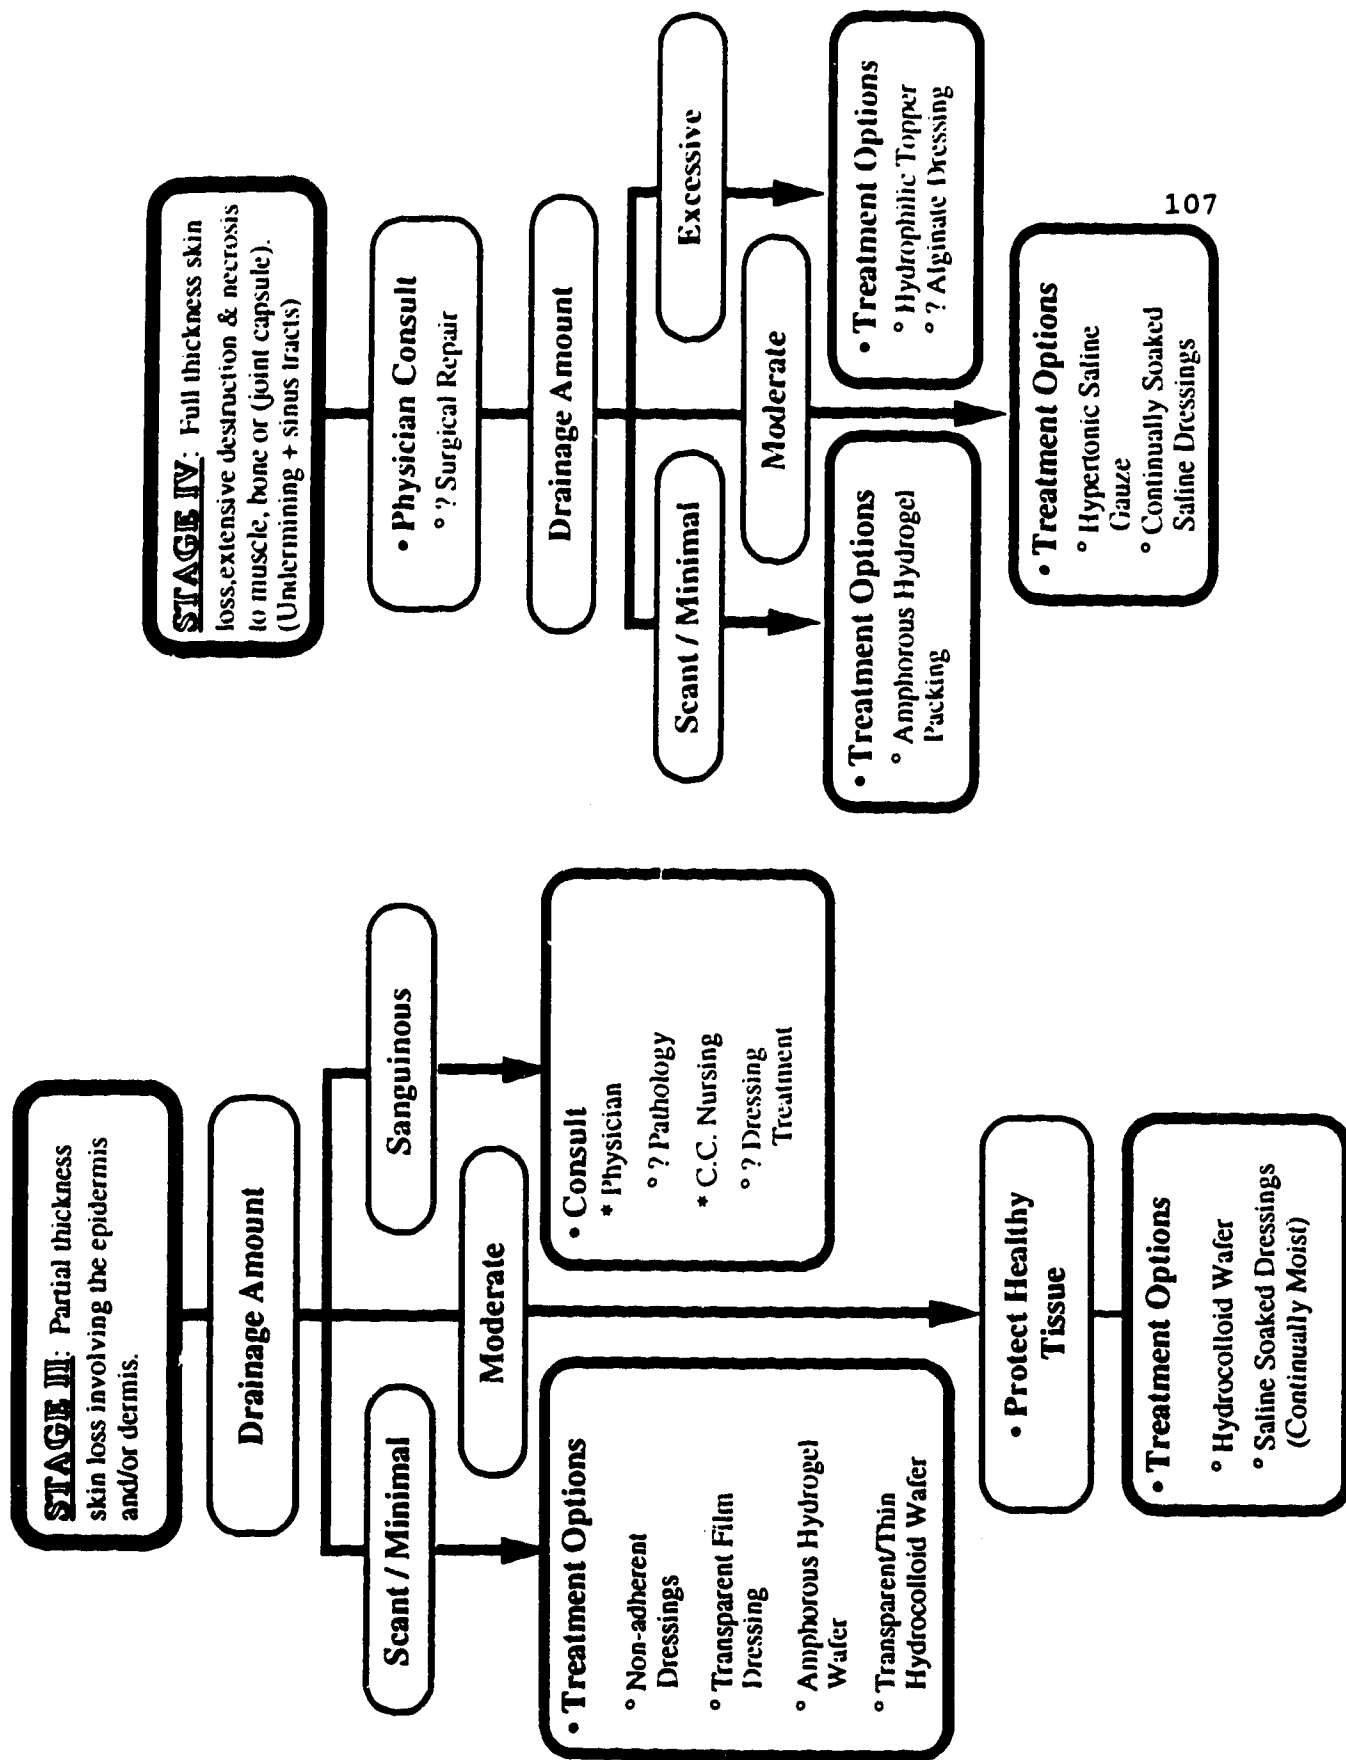 STAGE III: Partial thickness
skin loss involving the epidermis
and/or dermis.
Drainage Amount
Scant / Minimal
Moderate
Sanguinous
• Treatment Options
° Non-adherent
Dressings
° Transparent Film
Dressing
° Amphorous Hydrogel
Wafer
° Transparent/Thin
Hydrocolloid Wafer
• Consult
* Physician
° ? Pathology
* C.C. Nursing
° ? Dressing
Treatment
• Protect Healthy
Tissue
• Treatment Options
° Hydrocolloid Wafer
° Saline Soaked Dressings
(Continually Moist)
STAGE IV: Full thickness skin
loss,extensive destruction & necrosis
to muscle, bone or (joint capsule).
(Undermining + sinus tracts)
• Physician Consult
° ? Surgical Repair
Drainage Amount
Scant / Minimal
Moderate
Excessive
• Treatment Options
° Amphorous Hydrogel
Packing
• Treatment Options
° Hydrophilic Topper
° ? Alginate Dressing
• Treatment Options
° Hypertonic Saline
Gauze
° Continually Soaked
Saline Dressings
107